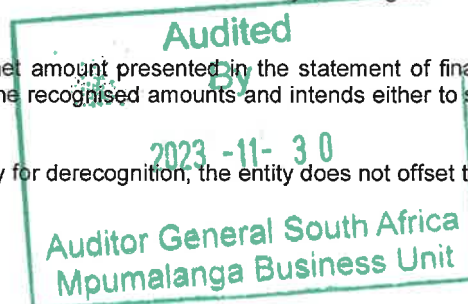 Audited
By
net amount presented in the statement of fina
he recognised amounts and intends either to s
2023 -11- 30
y for derecognition, the entity does not offset t
Auditor General South Africa
Mpumalanga Business Unit